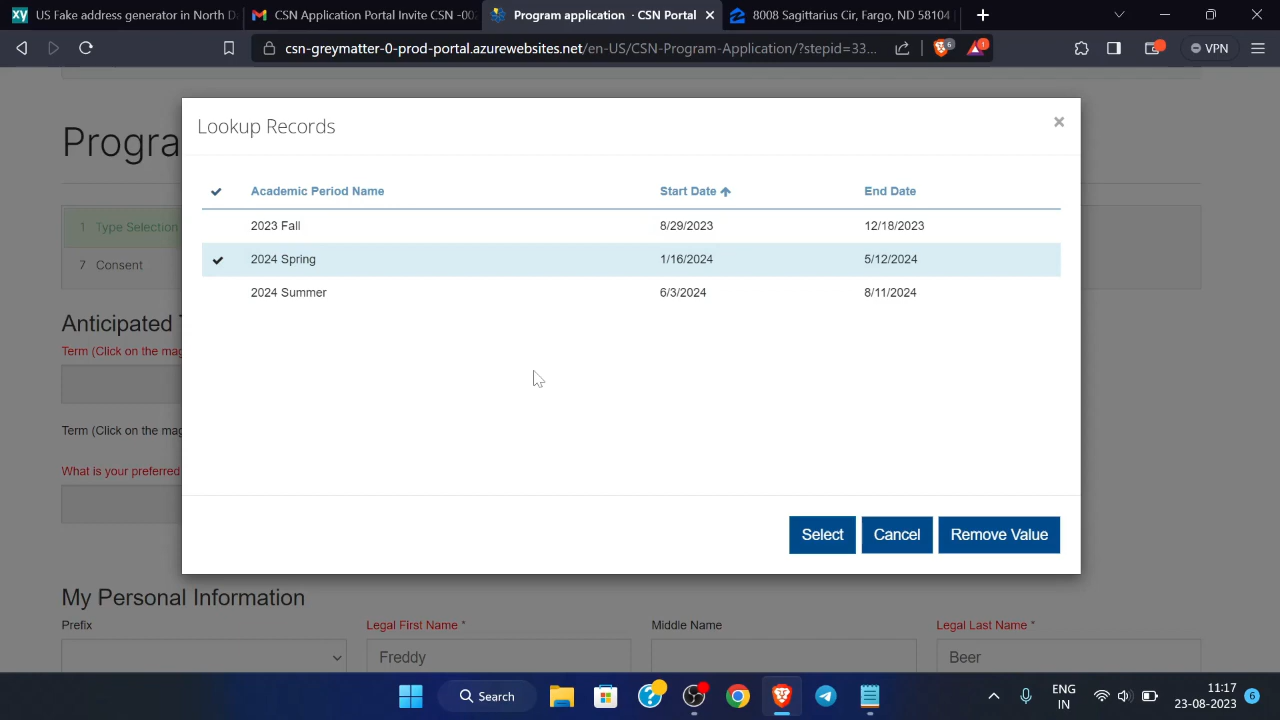 US Fake address generator in North D
CSN Application Portal Invite CSN -002
Program application · CSN Portal
8008 Sagittarius Cir, Fargo, ND 58104
csn-greymatter-0-prod-portal.azurewebsites.net/en-US/CSN-Program-Application/?stepid=33...
6
1
VPN
Progra
Lookup Records
Academic Period Name Start Date End Date
2023 Fall 8/29/2023 12/18/2023
2024 Spring 1/16/2024 5/12/2024
2024 Summer 6/3/2024 8/11/2024
Select Cancel Remove Value
1 Type Selection
7 Consent
Anticipated
Term (Click on the mag
Term (Click on the mag
What is your preferred
My Personal Information
Prefix Legal First Name * Middle Name Legal Last Name *
Freddy Beer
Search
ENG
IN
11:17
23-08-2023
6